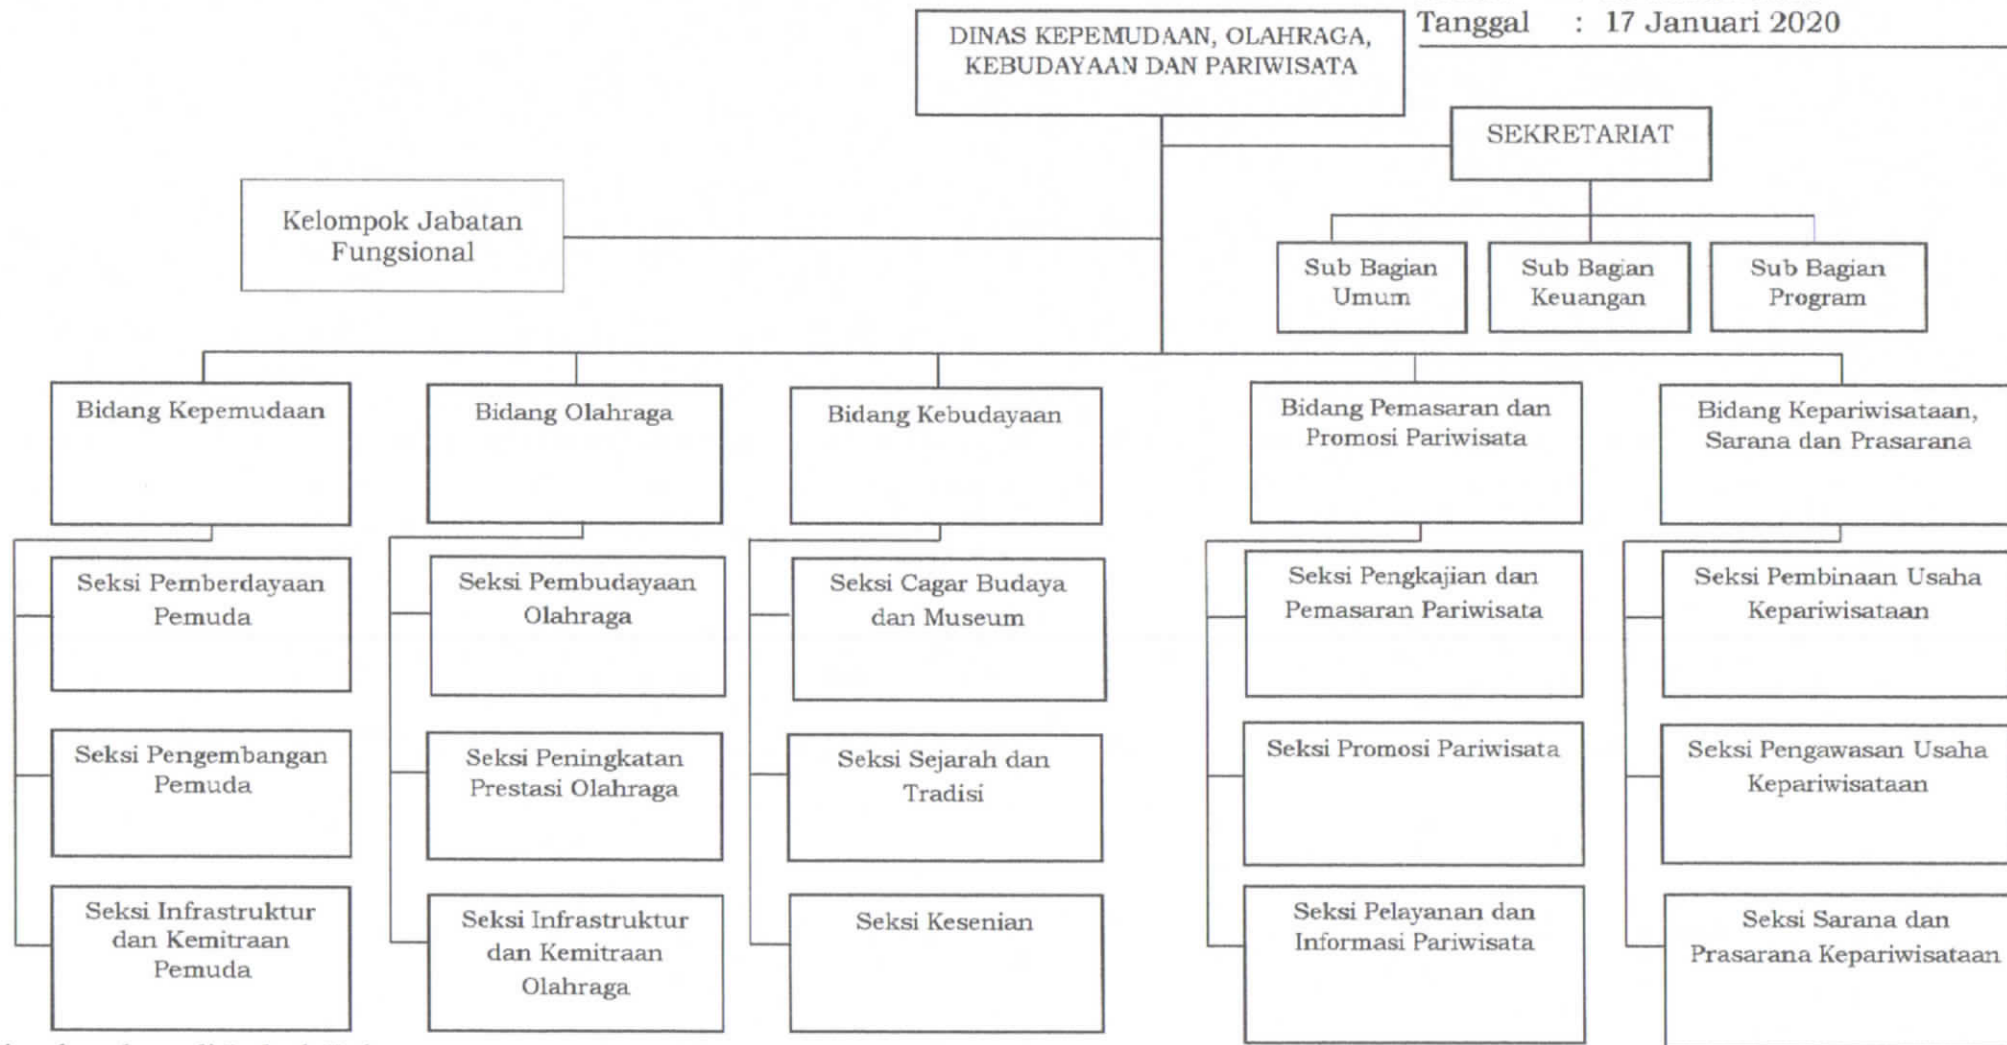 Tanggal : 17 Januari 2020
DINAS KEPEMUDAAN, OLAHRAGA,
KEBUDAYAAN DAN PARIWISATA
SEKRETARIAT
Kelompok Jabatan
Fungsional
Sub Bagian
Umum
Sub Bagian
Keuangan
Sub Bagian
Program
Bidang Kepemudaan
Bidang Olahraga
Bidang Kebudayaan
Bidang Pemasaran dan
Promosi Pariwisata
Bidang Kepariwisataan,
Sarana dan Prasarana
Seksi Pemberdayaan
Pemuda
Seksi Pembudayaan
Olahraga
Seksi Cagar Budaya
dan Museum
Seksi Pengkajian dan
Pemasaran Pariwisata
Seksi Pembinaan Usaha
Kepariwisataan
Seksi Pengembangan
Pemuda
Seksi Peningkatan
Prestasi Olahraga
Seksi Sejarah dan
Tradisi
Seksi Promosi Pariwisata
Seksi Pengawasan Usaha
Kepariwisataan
Seksi Infrastruktur
dan Kemitraan
Pemuda
Seksi Infrastruktur
dan Kemitraan
Olahraga
Seksi Kesenian
Seksi Pelayanan dan
Informasi Pariwisata
Seksi Sarana dan
Prasarana Kepariwisataan